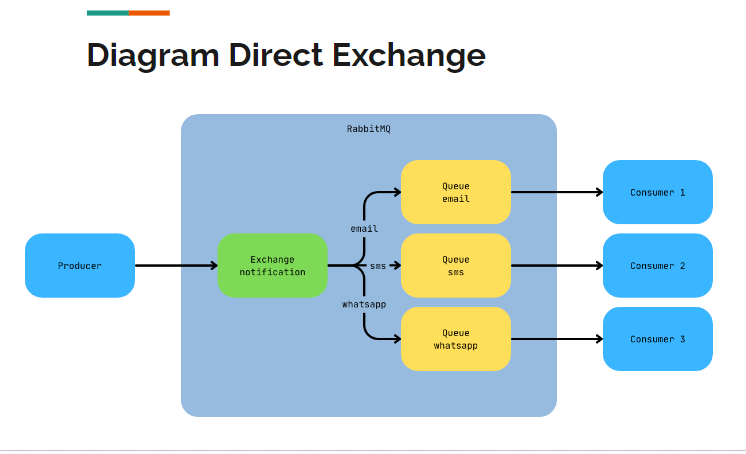 Diagram Direct Exchange
RabbitMQ
Queue
email
Consumer 1
email
Producer
Exchange
notification
sms
Queue
sms
Consumer 2
whatsapp
Queue
whatsapp
Consumer 3